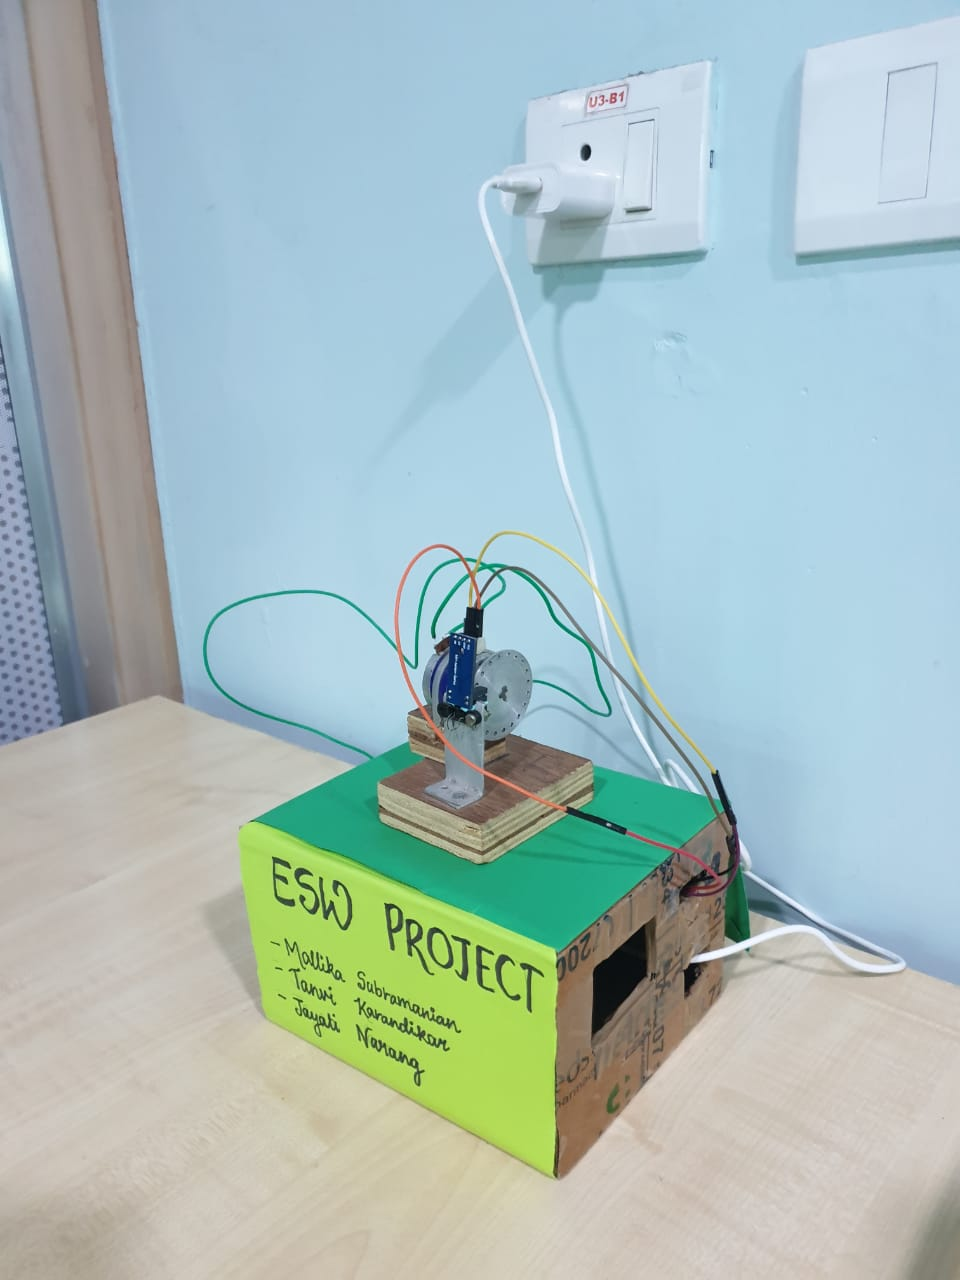 U3-B1
ESW PROJECT
- Mallika Subramanian
- Tanvi Karandikar
- Jayati Narang